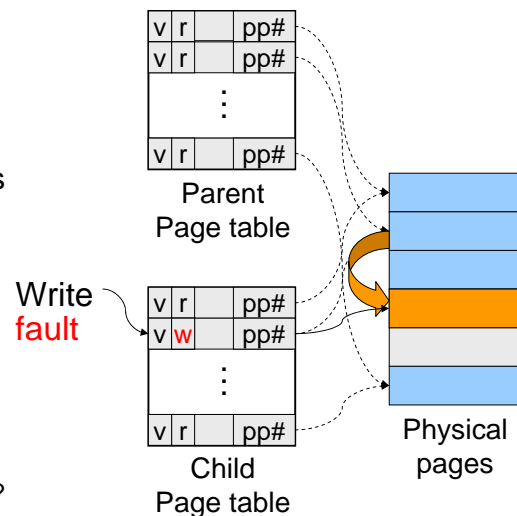 v r pp#
v r pp#
⋮
v r pp#
Parent
Page table
s
Write
fault
v r pp#
v w pp#
⋮
v r pp#
Child
Page table
Physical
pages
?